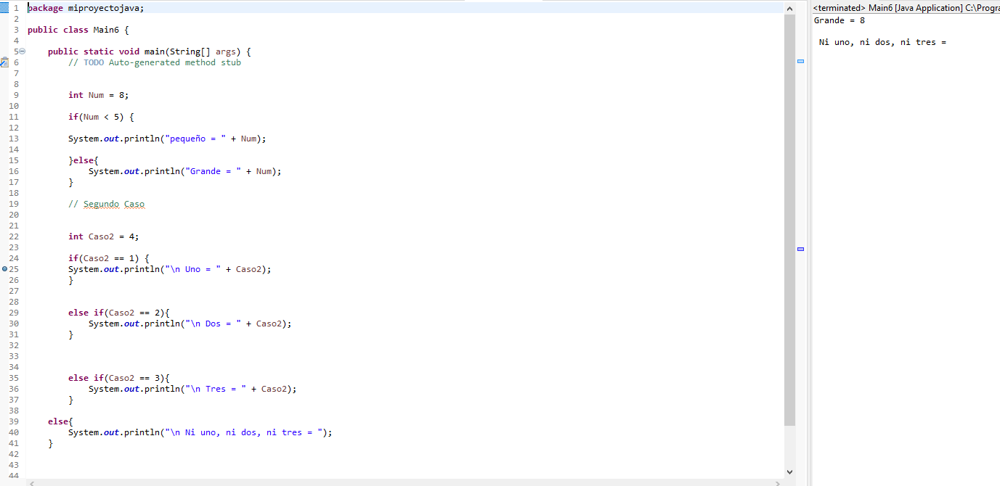 1 package miproyectojava;
2
3 public class Main6 {
4
5 public static void main(String[] args) {
6 // TODO Auto-generated method stub
7
8
9 int Num = 8;
10
11 if(Num < 5) {
12
13 System.out.println("pequeño = " + Num);
14
15 }else{
16 System.out.println("Grande = " + Num);
17 }
18
19 // Segundo Caso
20
21
22 int Caso2 = 4;
23
24 if(Caso2 == 1) {
25 System.out.println("\n Uno = " + Caso2);
26 }
27
28
29 else if(Caso2 == 2){
30 System.out.println("\n Dos = " + Caso2);
31 }
32
33
34
35 else if(Caso2 == 3){
36 System.out.println("\n Tres = " + Caso2);
37 }
38
39 else{
40 System.out.println("\n Ni uno, ni dos, ni tres = ");
41 }
42
43
44
<terminated> Main6 [Java Application] C:\Progra
Grande = 8
Ni uno, ni dos, ni tres =